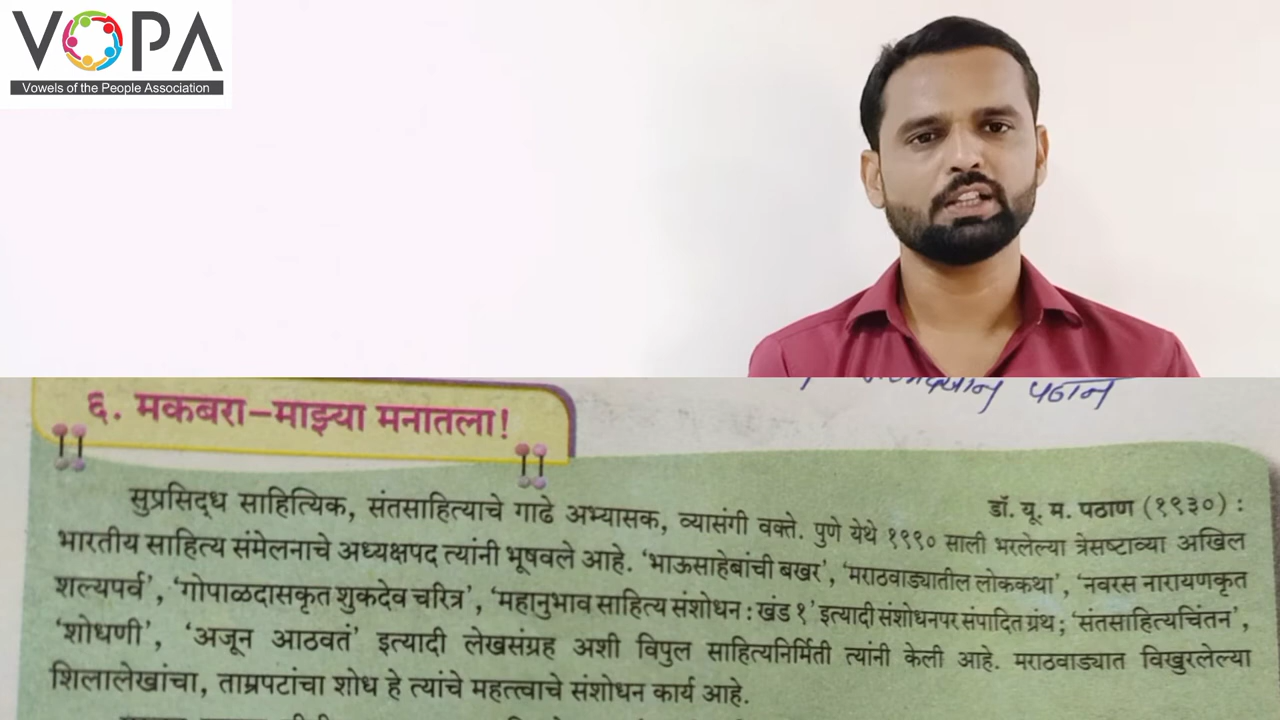 VOPA
Vowels of the People Association
पठाण
६. मकबरा–माझ्या मनातला!
डॉ. यू. म. पठाण (१९३०) :
सुप्रसिद्ध साहित्यिक, संतसाहित्याचे गाढे अभ्यासक, व्यासंगी वक्ते. पुणे येथे १९९० साली भरलेल्या त्रेसष्टाव्या अखिल
भारतीय साहित्य संमेलनाचे अध्यक्षपद त्यांनी भूषवले आहे. ‘भाऊसाहेबांची बखर’, ‘मराठवाड्यातील लोककथा’, ‘नवरस नारायणकृत
शल्यपर्व’, ‘गोपाळदासकृत शुकदेव चरित्र’, ‘महानुभाव साहित्य संशोधन : खंड १’ इत्यादी संशोधनपर संपादित ग्रंथ ; ‘संतसाहित्यचिंतन’,
‘शोधणी’, ‘अजून आठवतं’ इत्यादी लेखसंग्रह अशी विपुल साहित्यनिर्मिती त्यांनी केली आहे. मराठवाड्यात विखुरलेल्या
शिलालेखांचा, ताम्रपटांचा शोध हे त्यांचे महत्त्वाचे संशोधन कार्य आहे.